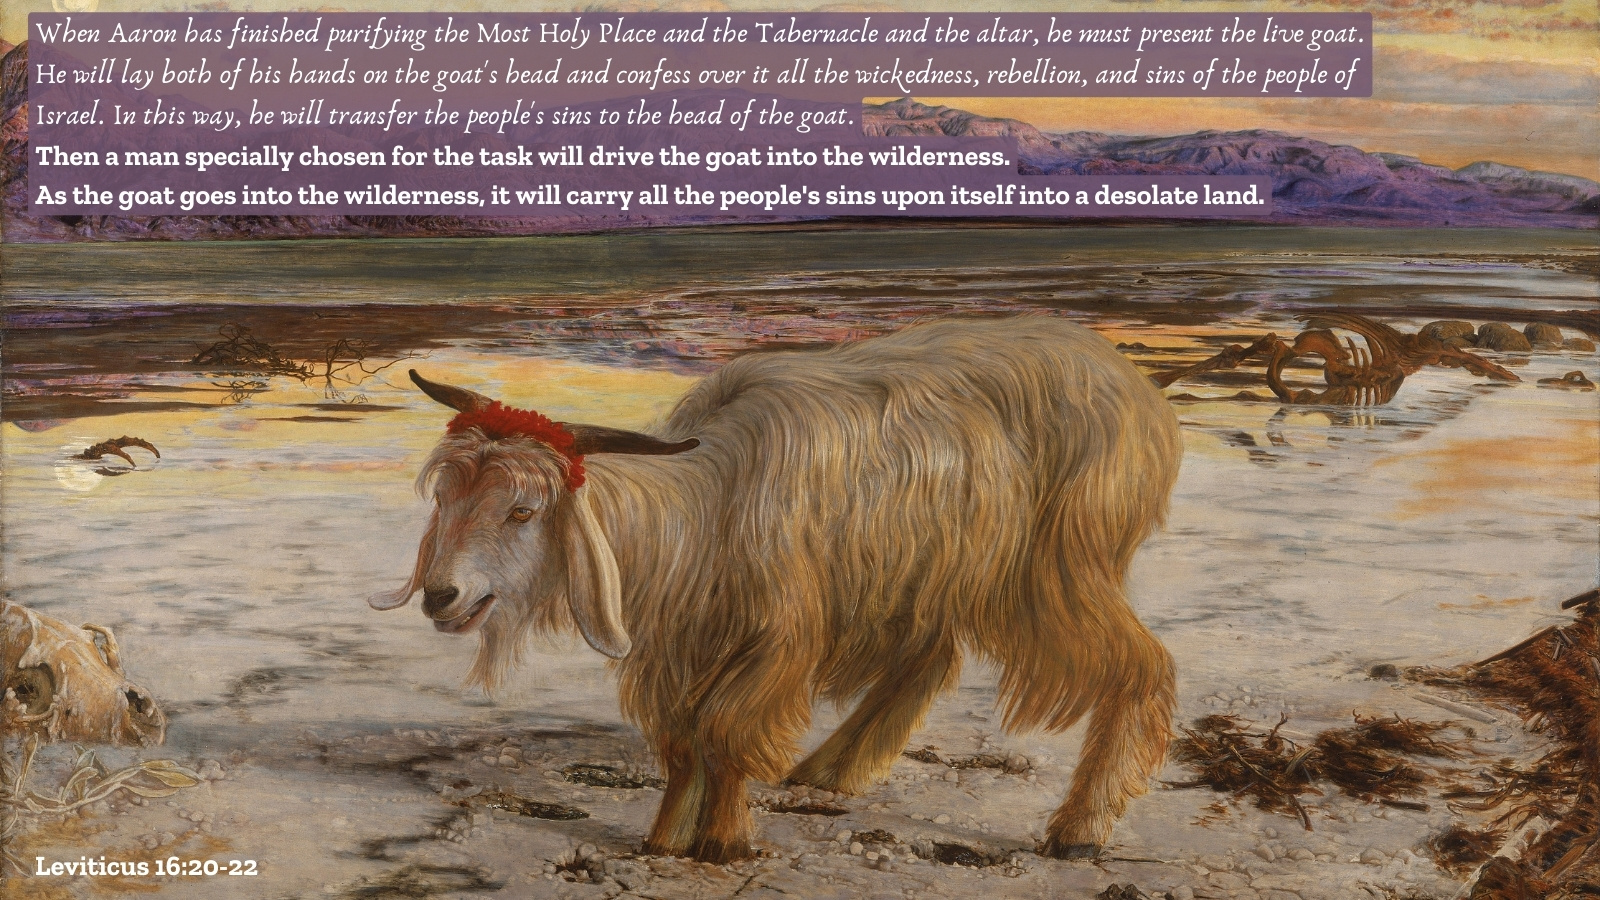 When Aaron has finished purifying the Most Holy Place and the Tabernacle and the altar, he must present the live goat.
He will lay both of his hands on the goat's head and confess over it all the wickedness, rebellion, and sins of the people of
Israel. In this way, he will transfer the people's sins to the head of the goat.
Then a man specially chosen for the task will drive the goat into the wilderness.
As the goat goes into the wilderness, it will carry all the people's sins upon itself into a desolate land.
Leviticus 16:20-22